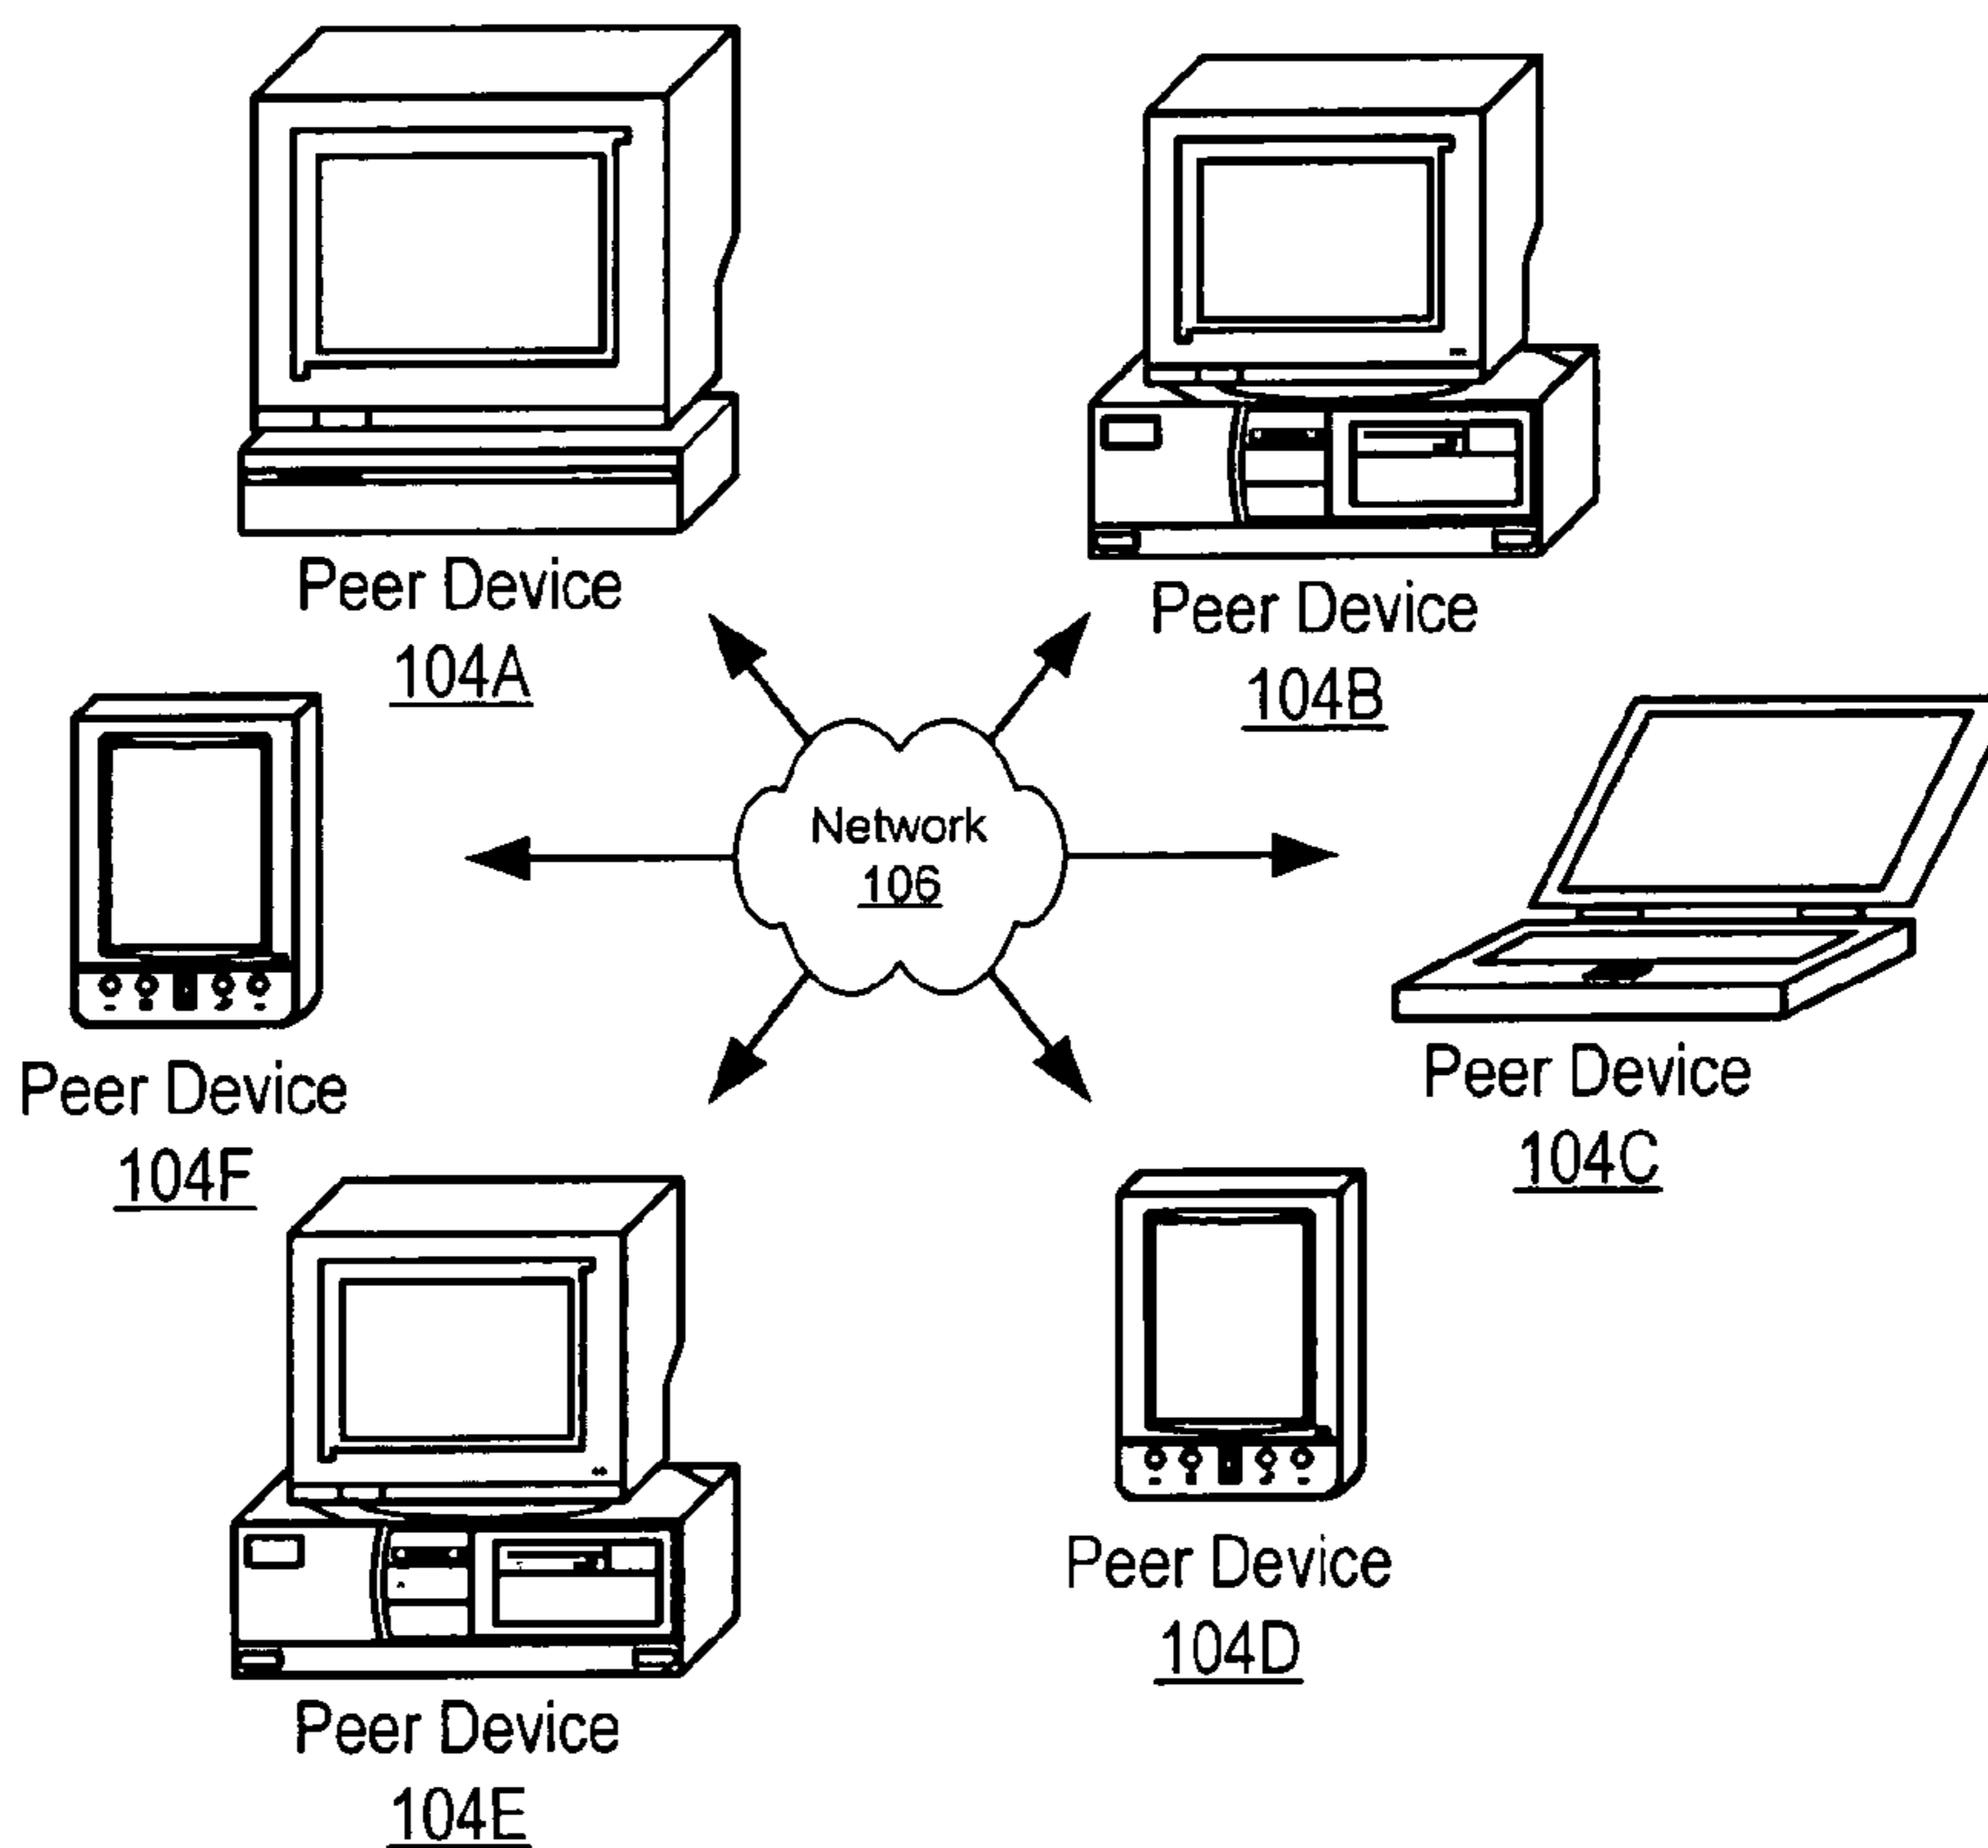 Peer Device
104A
Peer Device
104B
Network
106
Peer Device
104F
Peer Device
104C
Peer Device
104D
Peer Device
104E